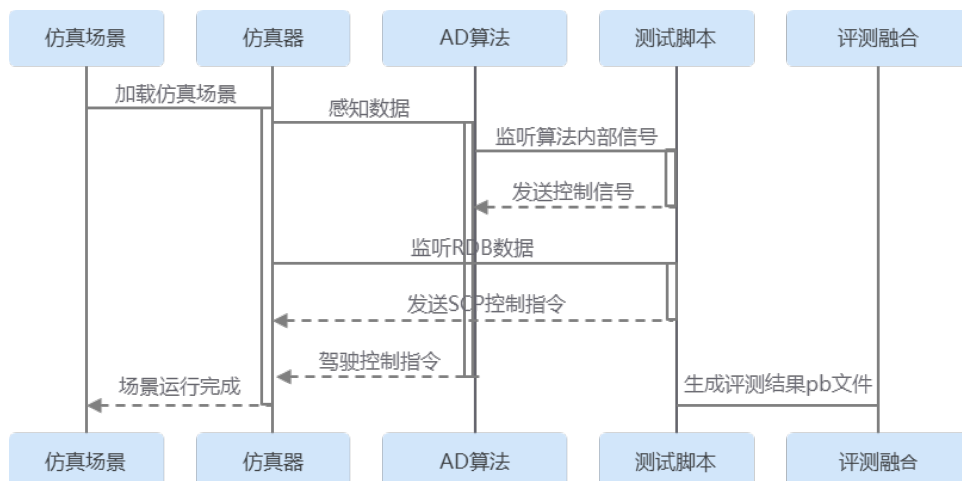 仿真场景
仿真器
AD算法
测试脚本
评测融合
加载仿真场景
感知数据
监听算法内部信号
发送控制信号
监听RDB数据
发送SCP控制指令
驾驶控制指令
场景运行完成
生成评测结果pb文件
仿真场景
仿真器
AD算法
测试脚本
评测融合